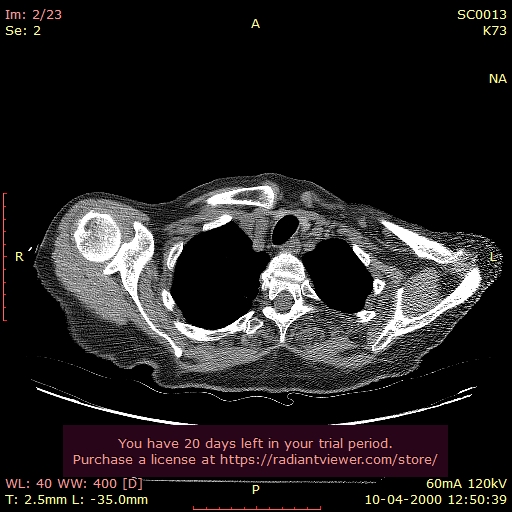 Im: 2/23
Se: 2
A
SC0013
K73
NA
R
L
You have 20 days left in your trial period.
Purchase a license at https://radiantviewer.com/store/
WL: 40 WW: 400 [D]
T: 2.5mm L: -35.0mm
P
60mA 120kV
10-04-2000 12:50:39